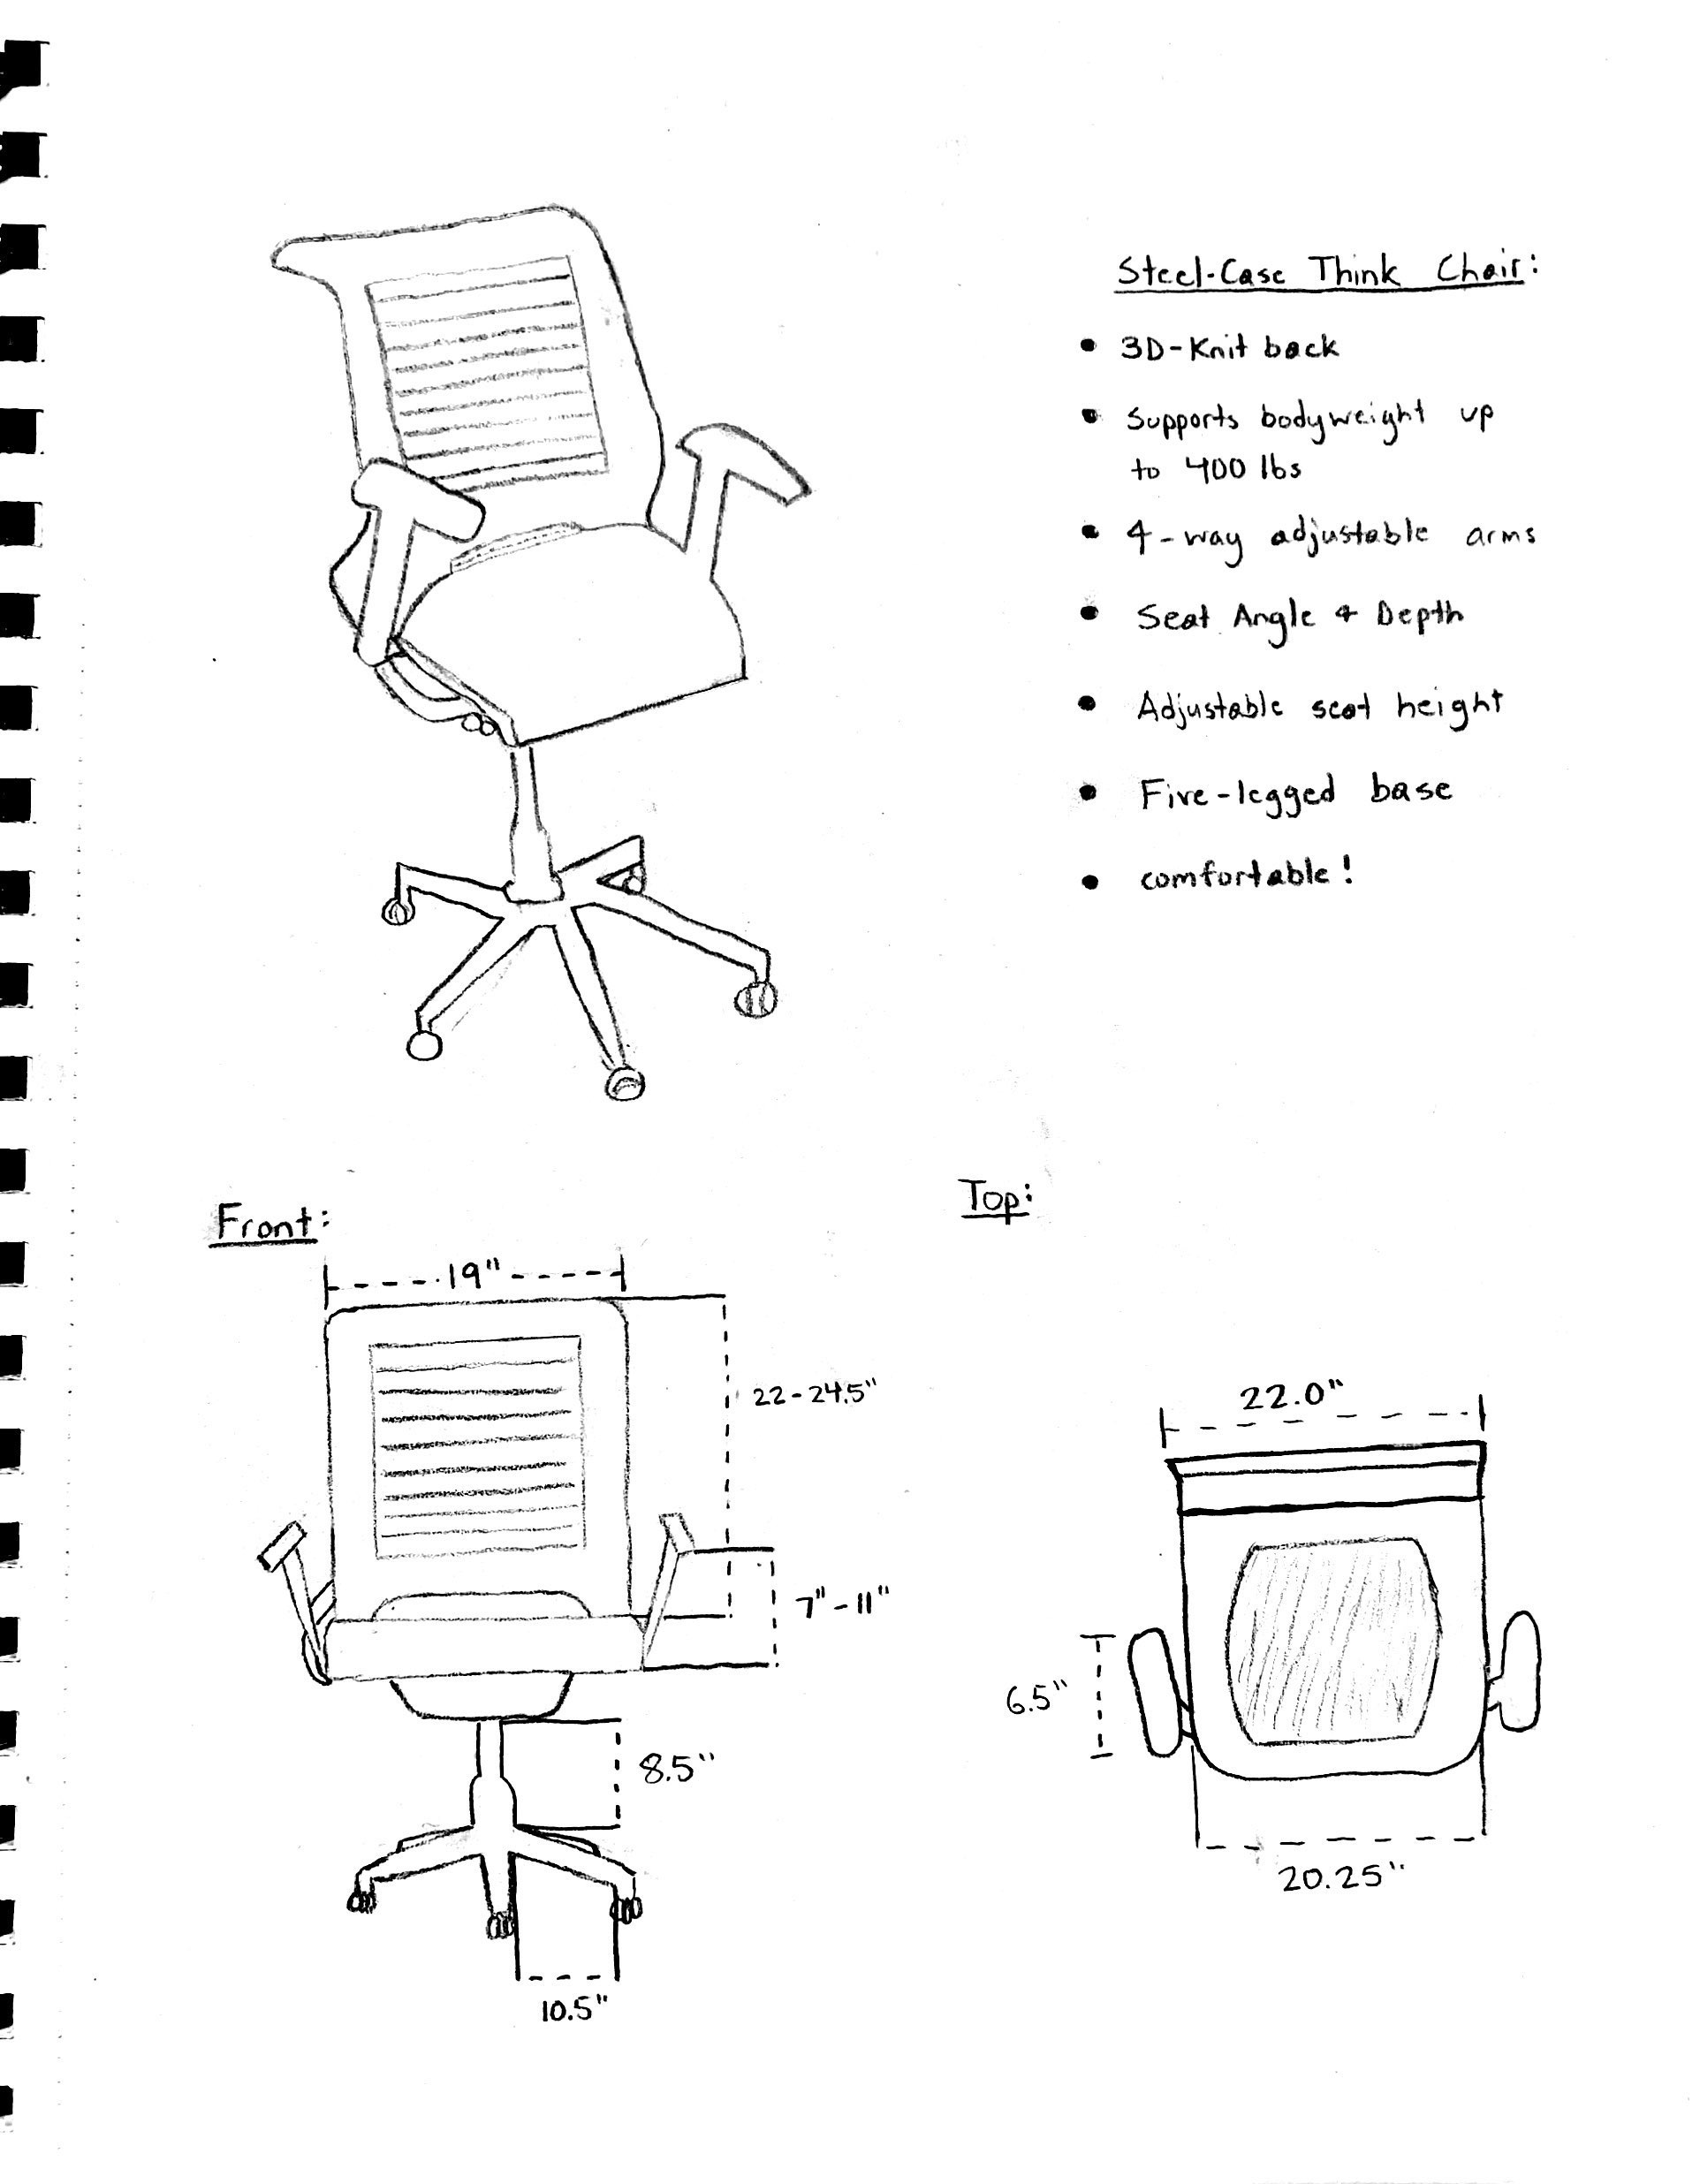 Steel-Case Think Chair:
• 3D-Knit back
• Supports bodyweight up
to 400 lbs
• 4-way adjustable arms
• Seat Angle + Depth
• Adjustable seat height
• Five-legged base
• comfortable!
Front:
19"
22-24.5"
7"-11"
8.5"
10.5"
Top:
22.0"
6.5"
20.25"